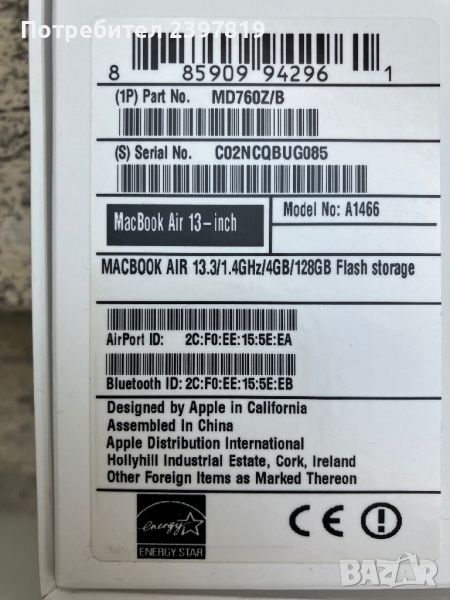 Потребител 2397819
8 85909 94296 1
(1P) Part No. MD760Z/B
(S) Serial No. C02NCQBUG085
MacBook Air 13-inch
Model No: A1466
MACBOOK AIR 13.3/1.4GHz/4GB/128GB Flash storage
AirPort ID: 2C:F0:EE:15:5E:EA
Bluetooth ID: 2C:F0:EE:15:5E:EB
Designed by Apple in California
Assembled In China
Apple Distribution International
Hollyhill Industrial Estate, Cork, Ireland
Other Foreign Items as Marked Thereon
energy
ENERGY STAR
CE
BAZAR